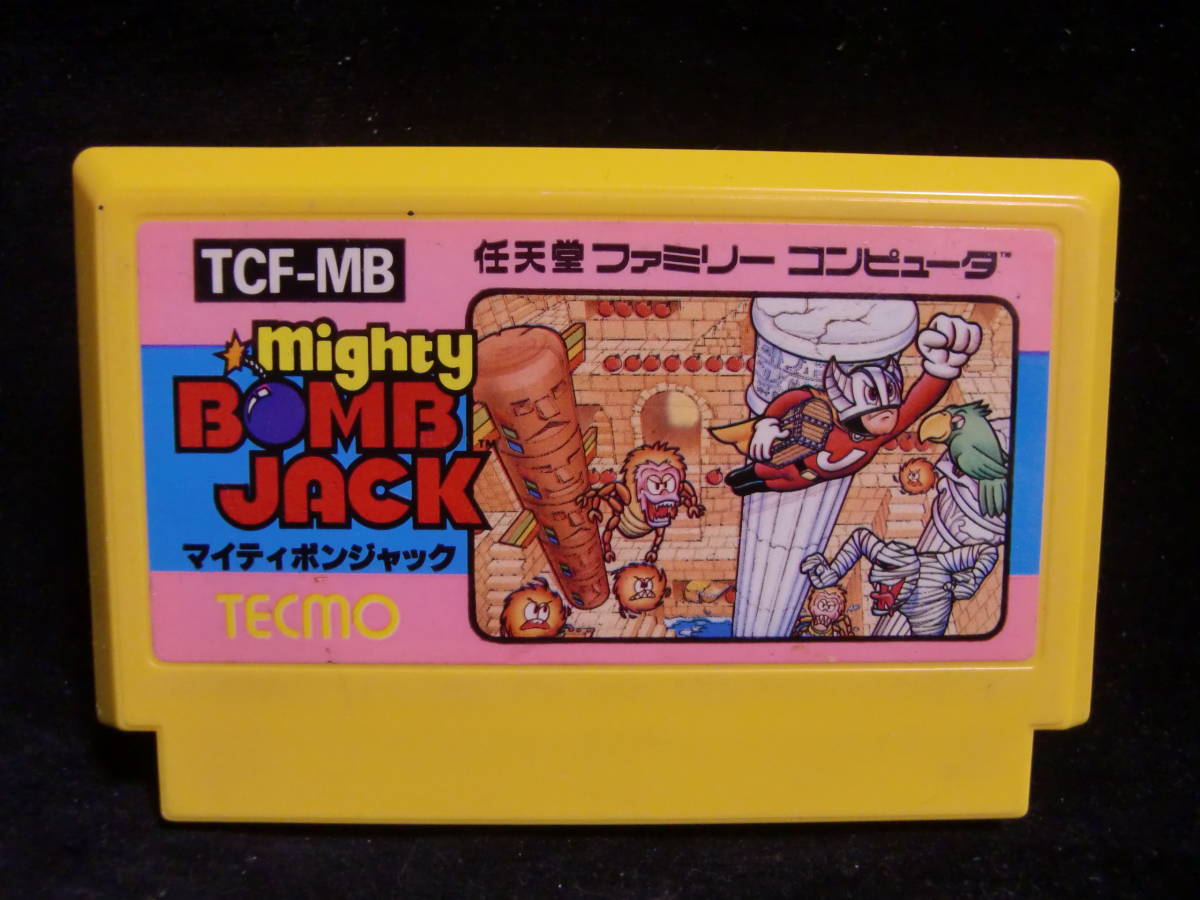 TCF-MB
任天堂 ファミリー コンピュータ™
mighty
BOMB
JACK™
マイティボンジャック
TECMO